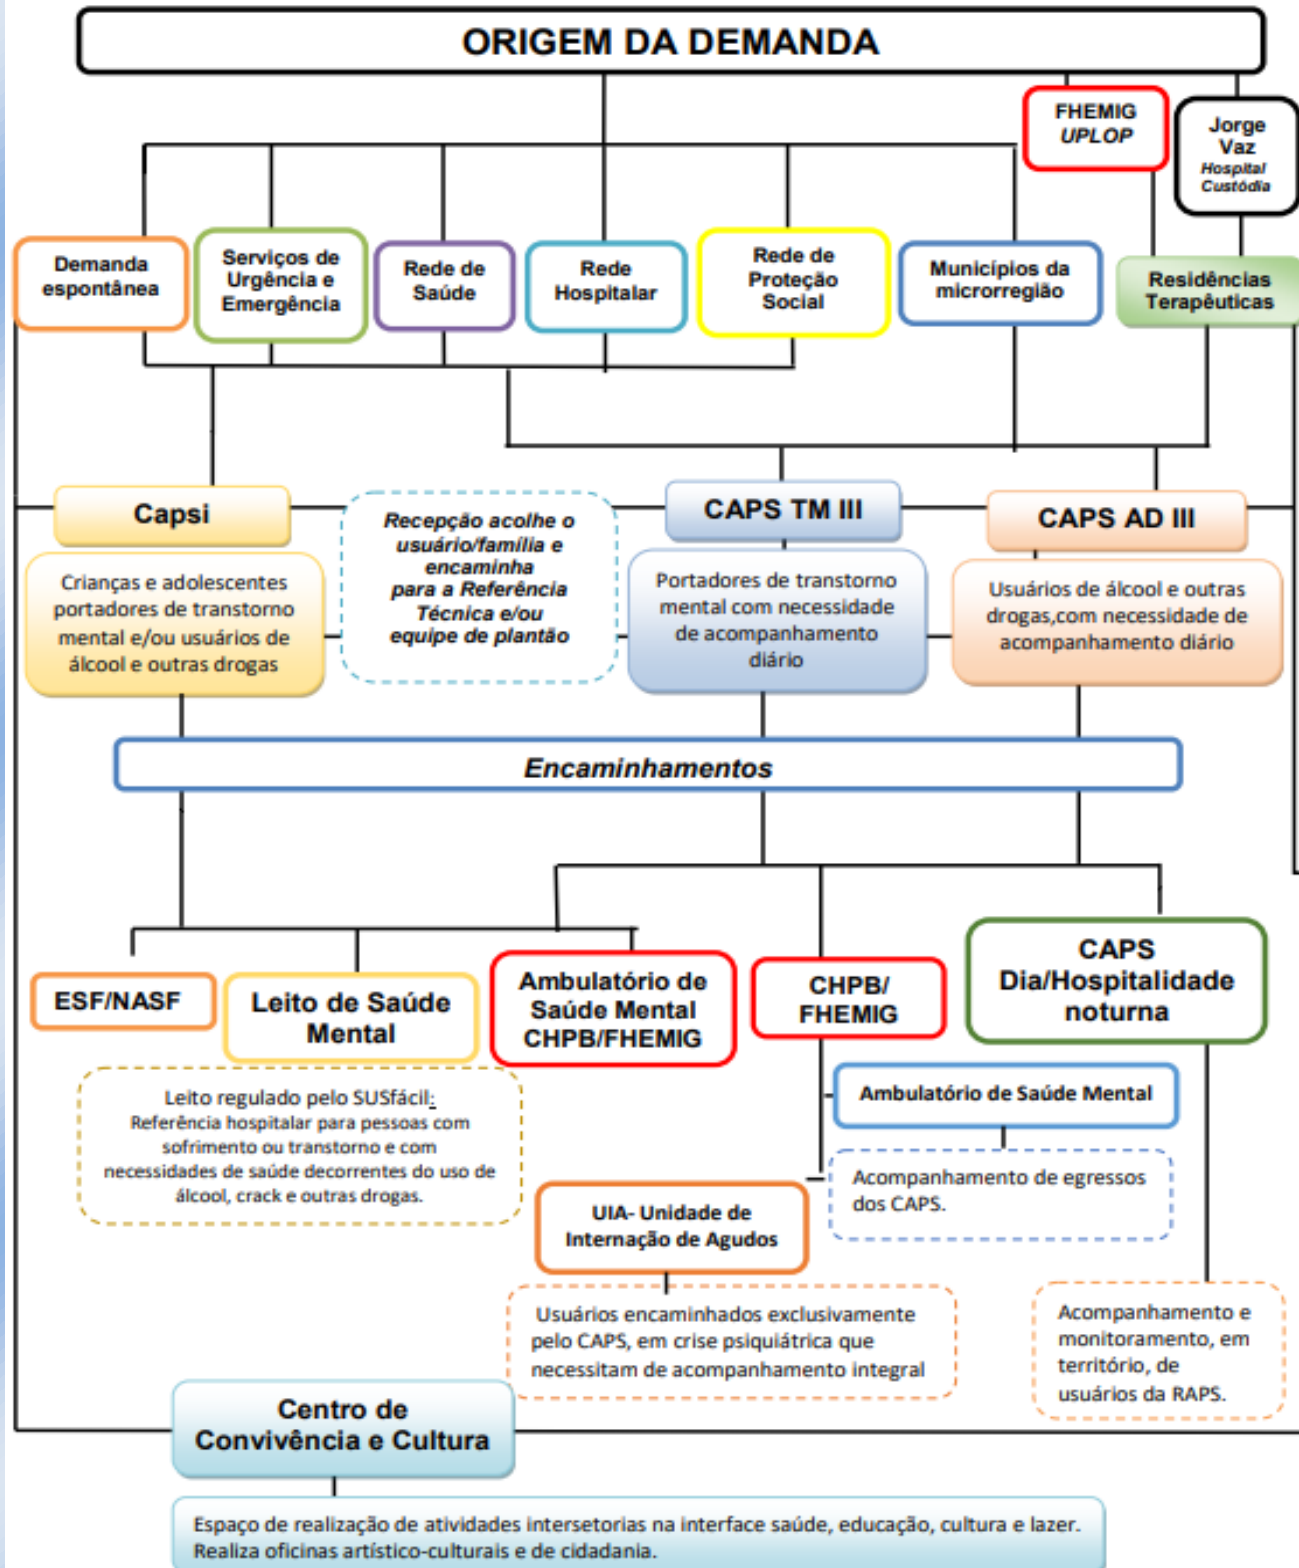 ORIGEM DA DEMANDA
FHEMIG
UPLOP
Jorge
Vaz
Hospital
Custódia
Demanda
espontânea
Serviços de
Urgência e
Emergência
Rede de
Saúde
Rede
Hospitalar
Rede de
Proteção
Social
Municípios da
microrregião
Residências
Terapêuticas
Capsi
Crianças e adolescentes
portadores de transtorno
mental e/ou usuários de
álcool e outras drogas
Recepção acolhe o
usuário/família e
encaminha
para a Referência
Técnica e/ou
equipe de plantão
CAPS TM III
Portadores de transtorno
mental com necessidade
de acompanhamento
diário
CAPS AD III
Usuários de álcool e outras
drogas,com necessidade de
acompanhamento diário
Encaminhamentos
ESF/NASF
Leito de Saúde
Mental
Leito regulado pelo SUSfácil:
Referência hospitalar para pessoas com
sofrimento ou transtorno e com
necessidades de saúde decorrentes do uso de
álcool, crack e outras drogas.
Ambulatório de
Saúde Mental
CHPB/FHEMIG
CHPB/
FHEMIG
CAPS
Dia/Hospitalidade
noturna
Ambulatório de Saúde Mental
Acompanhamento de egressos
dos CAPS.
UIA- Unidade de
Internação de Agudos
Usuários encaminhados exclusivamente
pelo CAPS, em crise psiquiátrica que
necessitam de acompanhamento integral
Acompanhamento e
monitoramento, em
território, de
usuários da RAPS.
Centro de
Convivência e Cultura
Espaço de realização de atividades intersetorias na interface saúde, educação, cultura e lazer.
Realiza oficinas artístico-culturais e de cidadania.